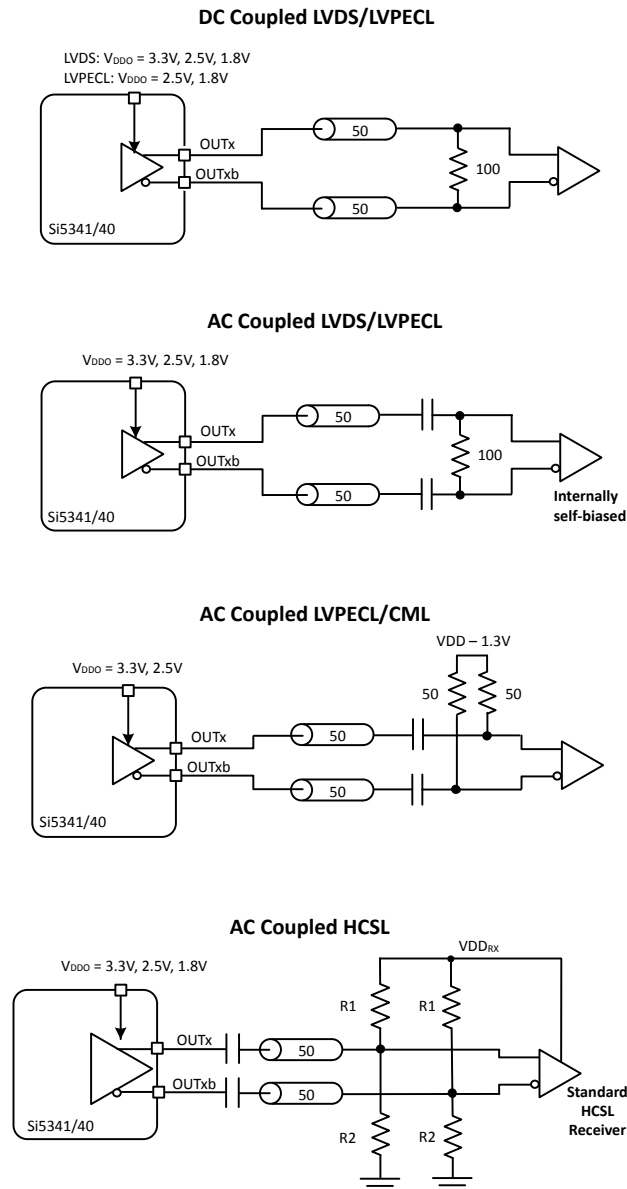 DC Coupled LVDS/LVPECL
LVDS: VDDO = 3.3V, 2.5V, 1.8V
LVPECL: VDDO = 2.5V, 1.8V
OUTx
50
100
OUTxb
50
Si5341/40
AC Coupled LVDS/LVPECL
VDDO = 3.3V, 2.5V, 1.8V
OUTx
50
100
OUTxb
50
Internally
self-biased
Si5341/40
AC Coupled LVPECL/CML
VDD – 1.3V
VDDO = 3.3V, 2.5V
50
50
OUTx
50
OUTxb
50
Si5341/40
AC Coupled HCSL
VDDRX
VDDO = 3.3V, 2.5V, 1.8V
R1
R1
OUTx
50
OUTxb
50
Standard
HCSL
Receiver
R2
R2
Si5341/40